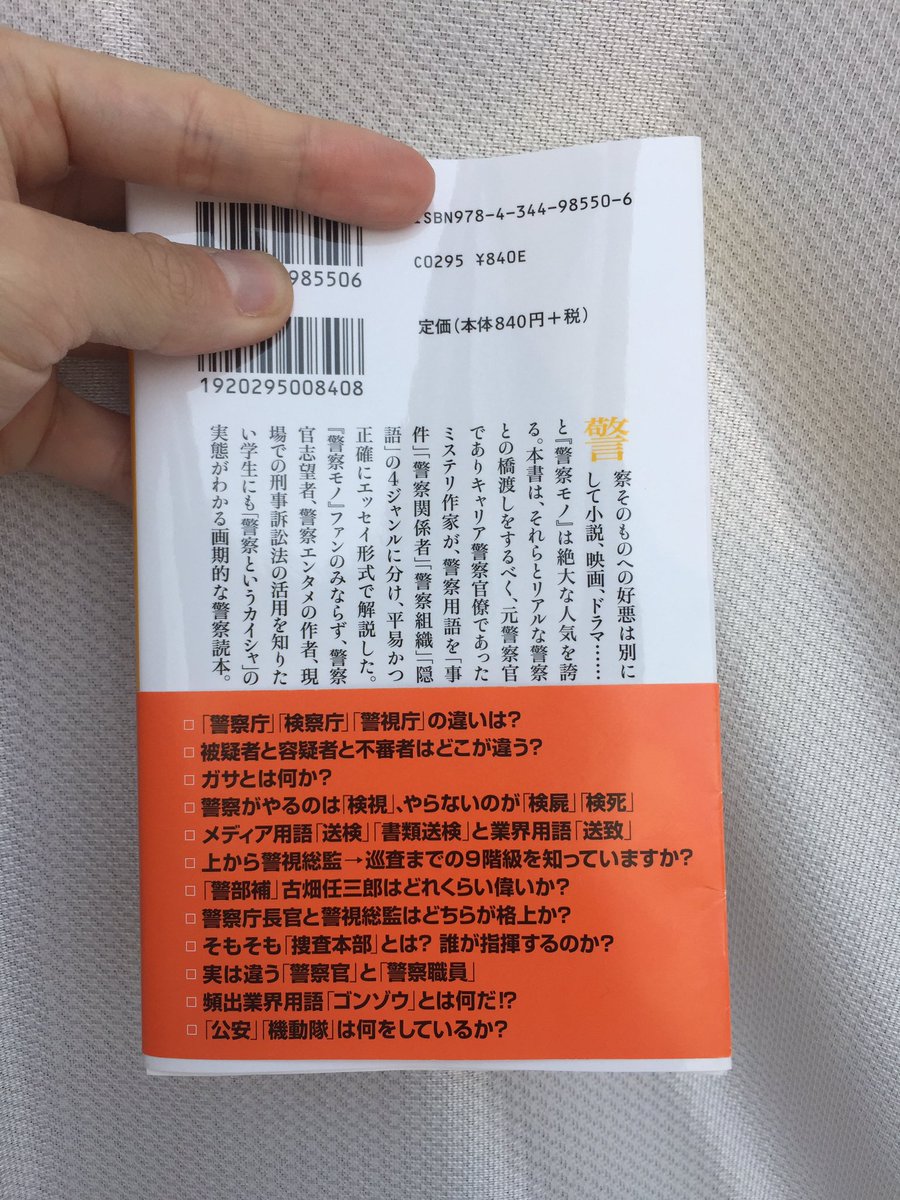 ISBN978-4-344-98550-6
C0295 ¥840E
985506
定価(本体840円+税)
1920295008408
警察そのものへの好悪は別に
して小説、映画、ドラマ……
と『警察モノ』は絶大な人気を誇
る。本書は、それらとリアルな警察
との橋渡しをするべく、元警察官
でありキャリア警察官僚であった
ミステリ作家が、警察用語を「事
件」「警察関係者」「警察組織」「隠
語」の4ジャンルに分け、平易かつ
正確にエッセイ形式で解説した。
『警察モノ』ファンのみならず、警察
官志望者、警察エンタメの作者、現
場での刑事訴訟法の活用を知りた
い学生にも「警察というカイシャ」の
実態がわかる画期的な警察読本。
□「警察庁」「検察庁」「警視庁」の違いは?
□ 被疑者と容疑者と不審者はどこが違う?
□ ガサとは何か?
□ 警察がやるのは「検視」、やらないのが「検屍」「検死」
□ メディア用語「送検」「書類送検」と業界用語「送致」
□ 上から警視総監→巡査までの9階級を知っていますか?
□「警部補」古畑任三郎はどれくらい偉いか?
□ 警察庁長官と警視総監はどちらが格上か?
□ そもそも「捜査本部」とは? 誰が指揮するのか?
□ 実は違う「警察官」と「警察職員」
□ 頻出業界用語「ゴンゾウ」とは何だ!?
□「公安」「機動隊」は何をしているか?